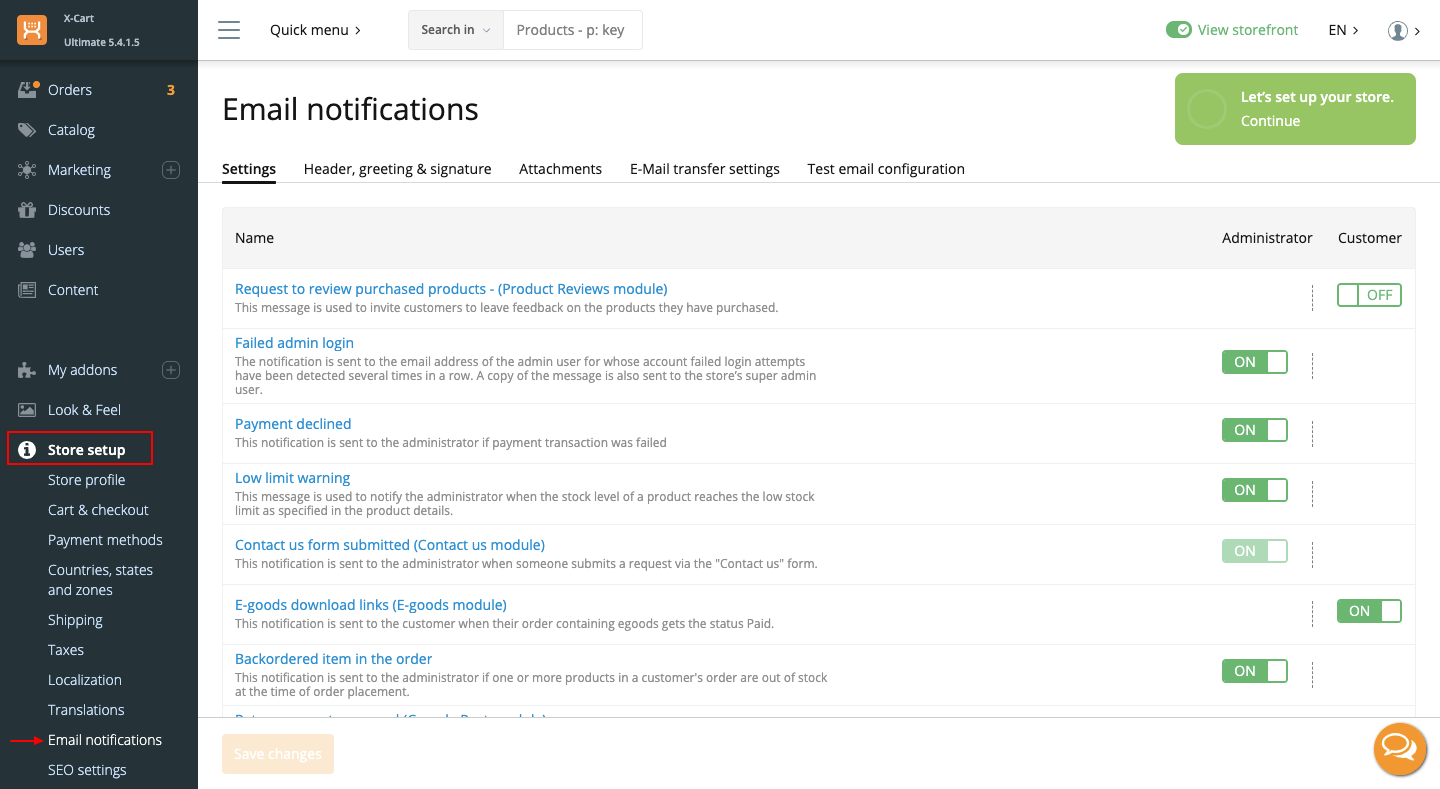 X-Cart
Ultimate 5.4.1.5
Quick menu
Search in
Products - p: key
View storefront
EN
Orders 3
Catalog
Marketing
Discounts
Users
Content
My addons
Look & Feel
Store setup
Store profile
Cart & checkout
Payment methods
Countries, states
and zones
Shipping
Taxes
Localization
Translations
Email notifications
SEO settings
Email notifications
Let's set up your store.
Continue
Settings Header, greeting & signature Attachments E-Mail transfer settings Test email configuration
Name Administrator Customer
Request to review purchased products - (Product Reviews module)
This message is used to invite customers to leave feedback on the products they have purchased.
OFF
Failed admin login
The notification is sent to the email address of the admin user for whose account failed login attempts
have been detected several times in a row. A copy of the message is also sent to the store's super admin
user.
ON
Payment declined
This notification is sent to the administrator if payment transaction was failed
ON
Low limit warning
This message is used to notify the administrator when the stock level of a product reaches the low stock
limit as specified in the product details.
ON
Contact us form submitted (Contact us module)
This notification is sent to the administrator when someone submits a request via the "Contact us" form.
ON
E-goods download links (E-goods module)
This notification is sent to the customer when their order containing egoods gets the status Paid.
ON
Backordered item in the order
This notification is sent to the administrator if one or more products in a customer's order are out of stock
at the time of order placement.
ON
Save changes